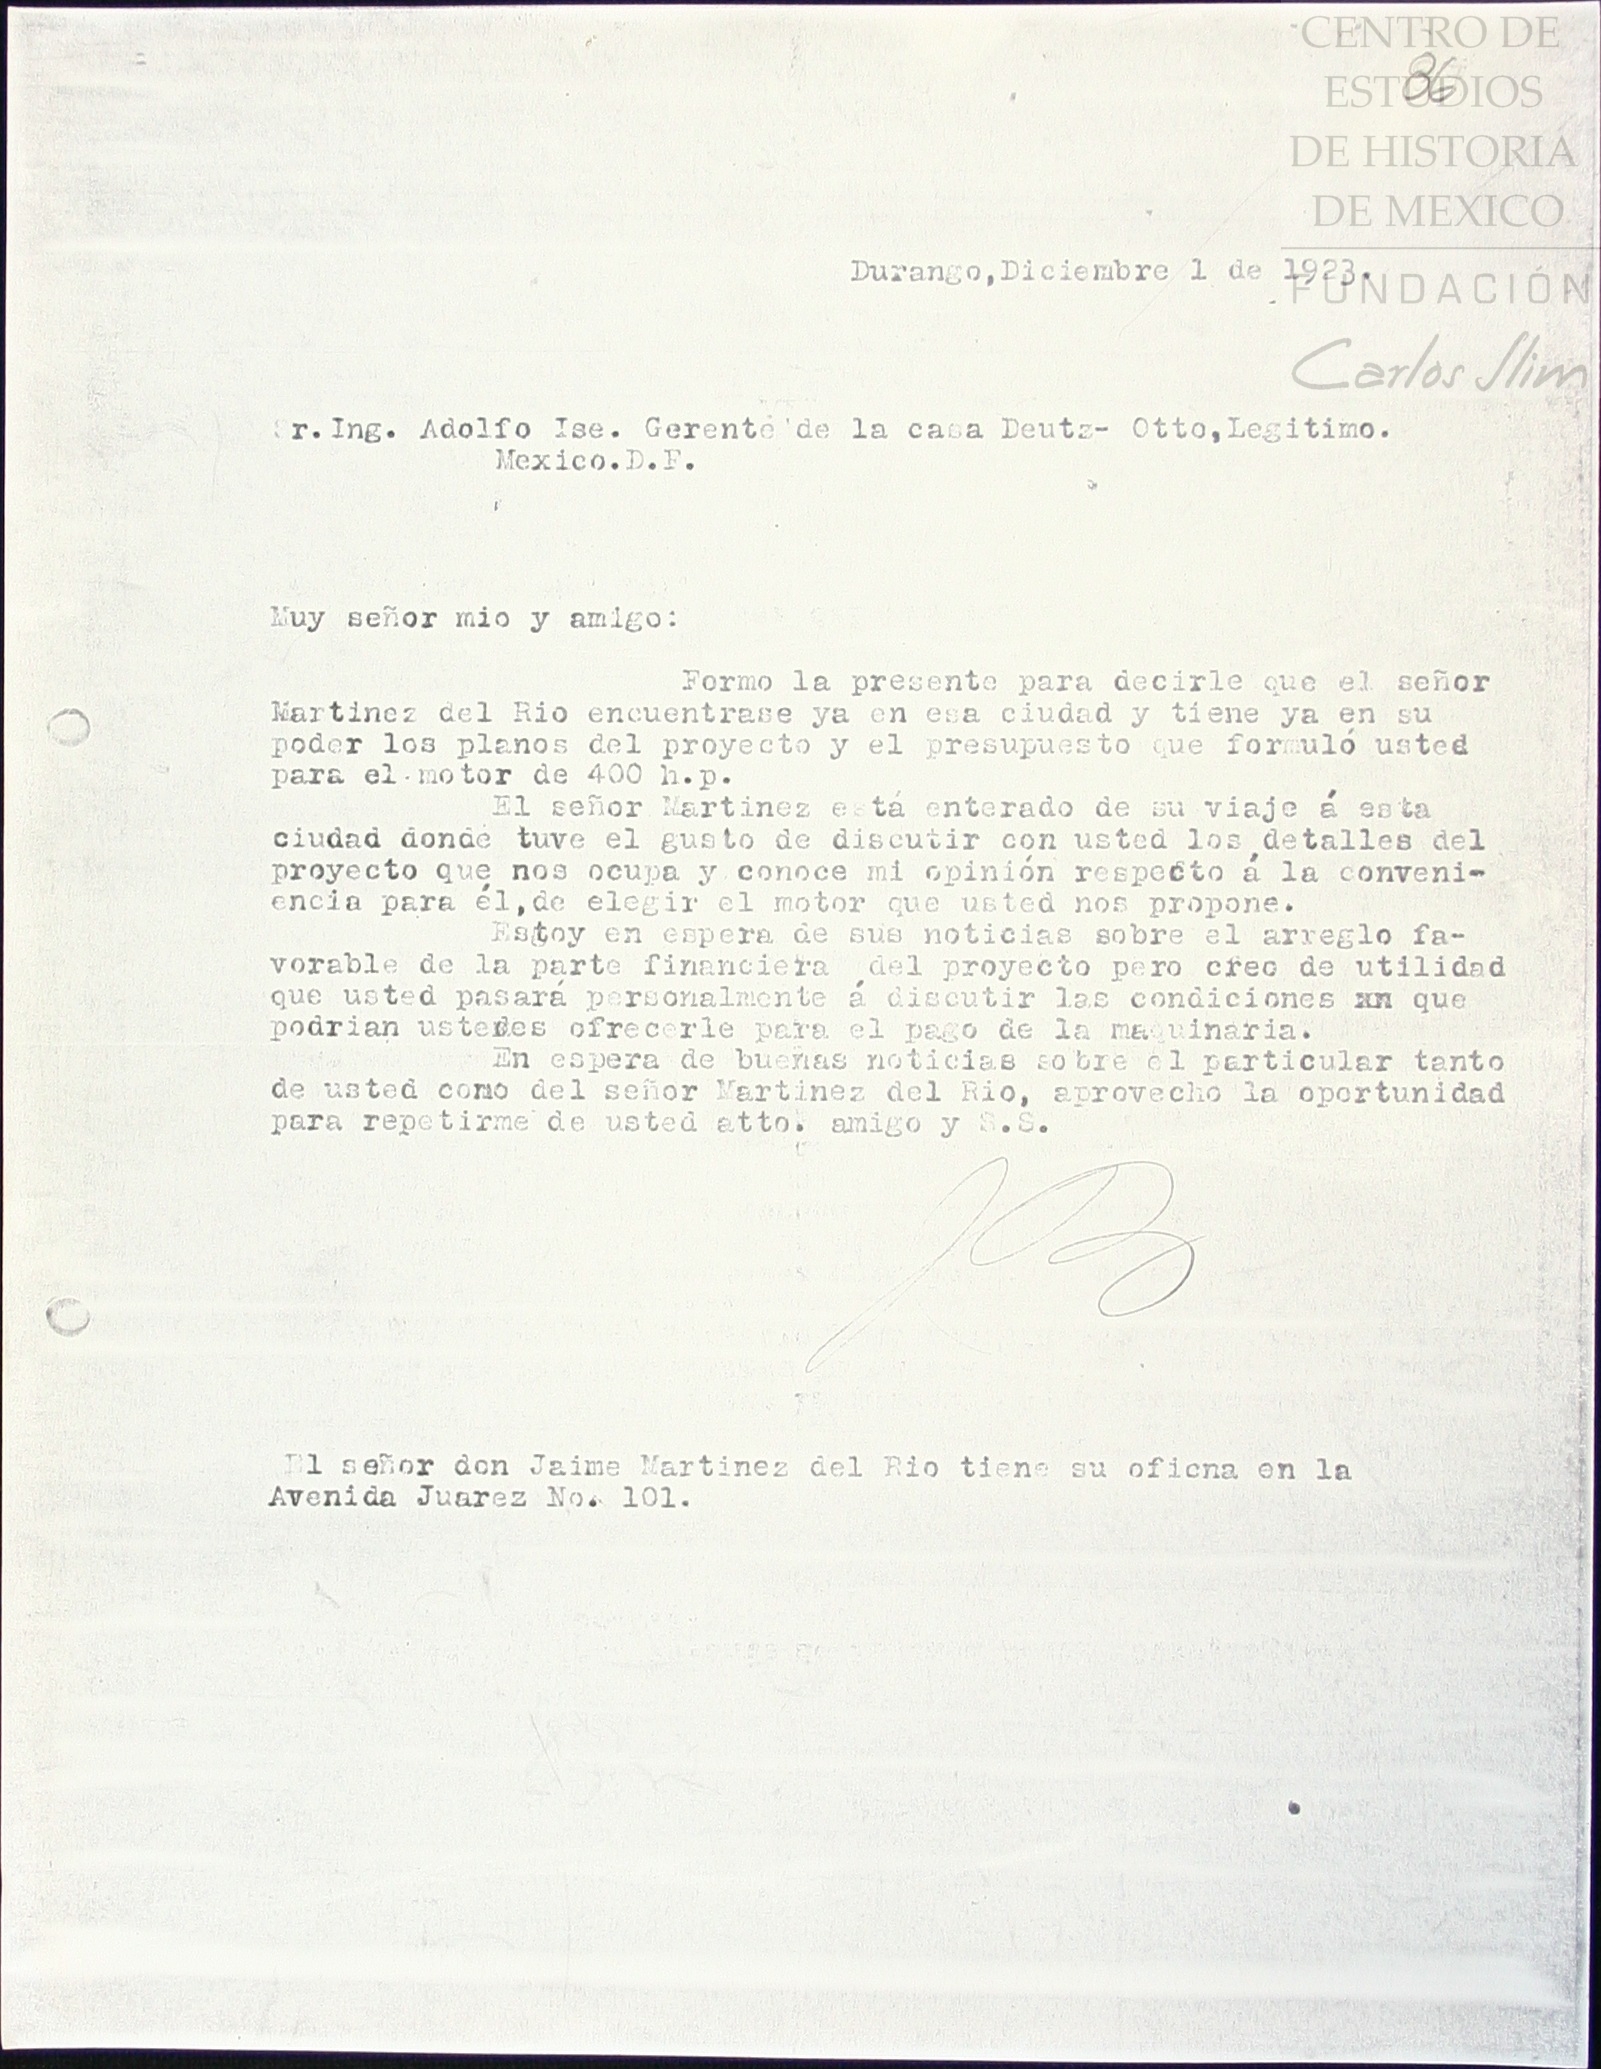 CENTRO DE
36
ESTUDIOS
DE HISTORIA
DE MEXICO
Durango,Diciembre 1 de 1923.
FUNDACIÓN
Carlos Slim
Sr.Ing. Adolfo Ise. Gerente de la casa Deutz- Otto,Legitimo.
Mexico.D.F.
Muy señor mio y amigo:
Formo la presente para decirle que el señor
Martinez del Rio encuentrase ya en esa ciudad y tiene ya en su
poder los planos del proyecto y el presupuesto que formuló usted
para el motor de 400 h.p.
El señor Martinez está enterado de su viaje á esta
ciudad donde tuve el gusto de discutir con usted los detalles del
proyecto que nos ocupa y conoce mi opinión respecto á la conveni-
encia para él,de elegir el motor que usted nos propone.
Estoy en espera de sus noticias sobre el arreglo fa-
vorable de la parte financiera del proyecto pero creo de utilidad
que usted pasará personalmente á discutir las condiciones en que
podrian ustedes ofrecerle para el pago de la maquinaria.
En espera de buenas noticias sobre el particular tanto
de usted como del señor Martinez del Rio, aprovecho la oportunidad
para repetirme de usted atto. amigo y S.S.
El señor don Jaime Martinez del Rio tiene su oficna en la
Avenida Juarez No. 101.